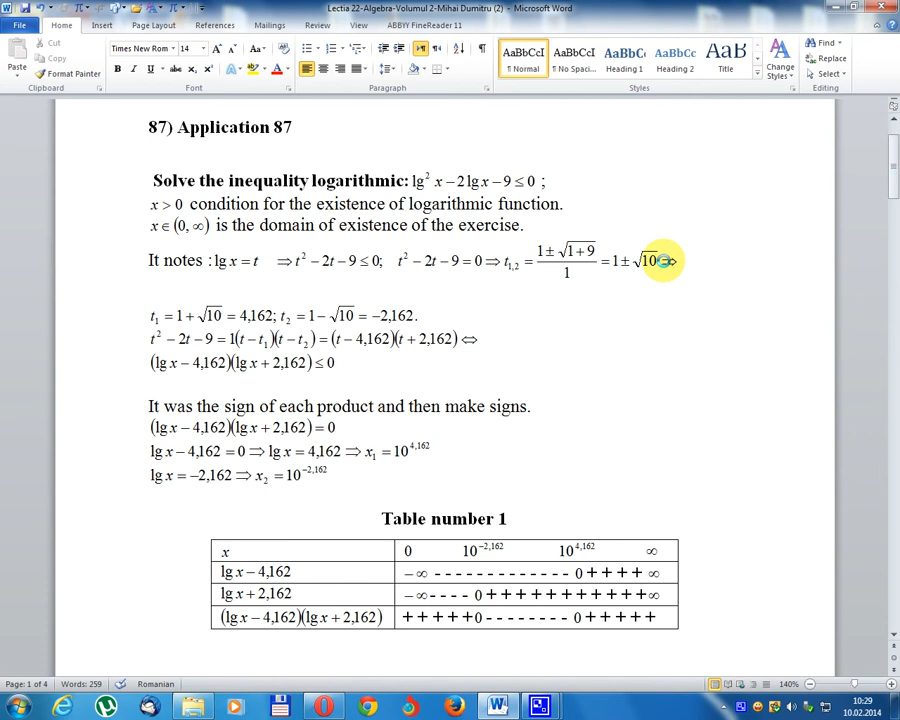 Lectia 22-Algebra-Volumul 2-Mihai Dumitru (2) - Microsoft Word
File Home Insert Page Layout References Mailings Review View ABBYY FineReader 11
Cut
Copy
Format Painter
Paste
Clipboard
Times New Rom 14
Font
Paragraph
AaBbCcI AaBbCcI AaBbC AaBbCc AaB
¶ Normal ¶ No Spaci... Heading 1 Heading 2 Title
Styles
Change Styles
Find
Replace
Select
Editing
87) Application 87
Solve the inequality logarithmic: lg² x − 2 lg x − 9 ≤ 0 ;
x > 0 condition for the existence of logarithmic function.
x ∈ (0, ∞) is the domain of existence of the exercise.
It notes : lg x = t ⇒ t² − 2t − 9 ≤ 0; t² − 2t − 9 = 0 ⇒ t₁,₂ = (1 ± √(1 + 9))/1 = 1 ± √10 ⇒
t₁ = 1 + √10 = 4,162; t₂ = 1 − √10 = −2,162.
t² − 2t − 9 = 1(t − t₁)(t − t₂) = (t − 4,162)(t + 2,162) ⇔
(lg x − 4,162)(lg x + 2,162) ≤ 0
It was the sign of each product and then make signs.
(lg x − 4,162)(lg x + 2,162) = 0
lg x − 4,162 = 0 ⇒ lg x = 4,162 ⇒ x₁ = 10^4,162
lg x = −2,162 ⇒ x₂ = 10^−2,162
Table number 1
x 0 10^−2,162 10^4,162 ∞
lg x − 4,162 − ∞ - - - - - - - - - - - - - 0 + + + + ∞
lg x + 2,162 − ∞ - - - - 0 + + + + + + + + + + + ∞
(lg x − 4,162)(lg x + 2,162) + + + + + 0 - - - - - - - - 0 + + + + +
Page: 1 of 4 Words: 259 Romanian 140%
10:29
10.02.2014